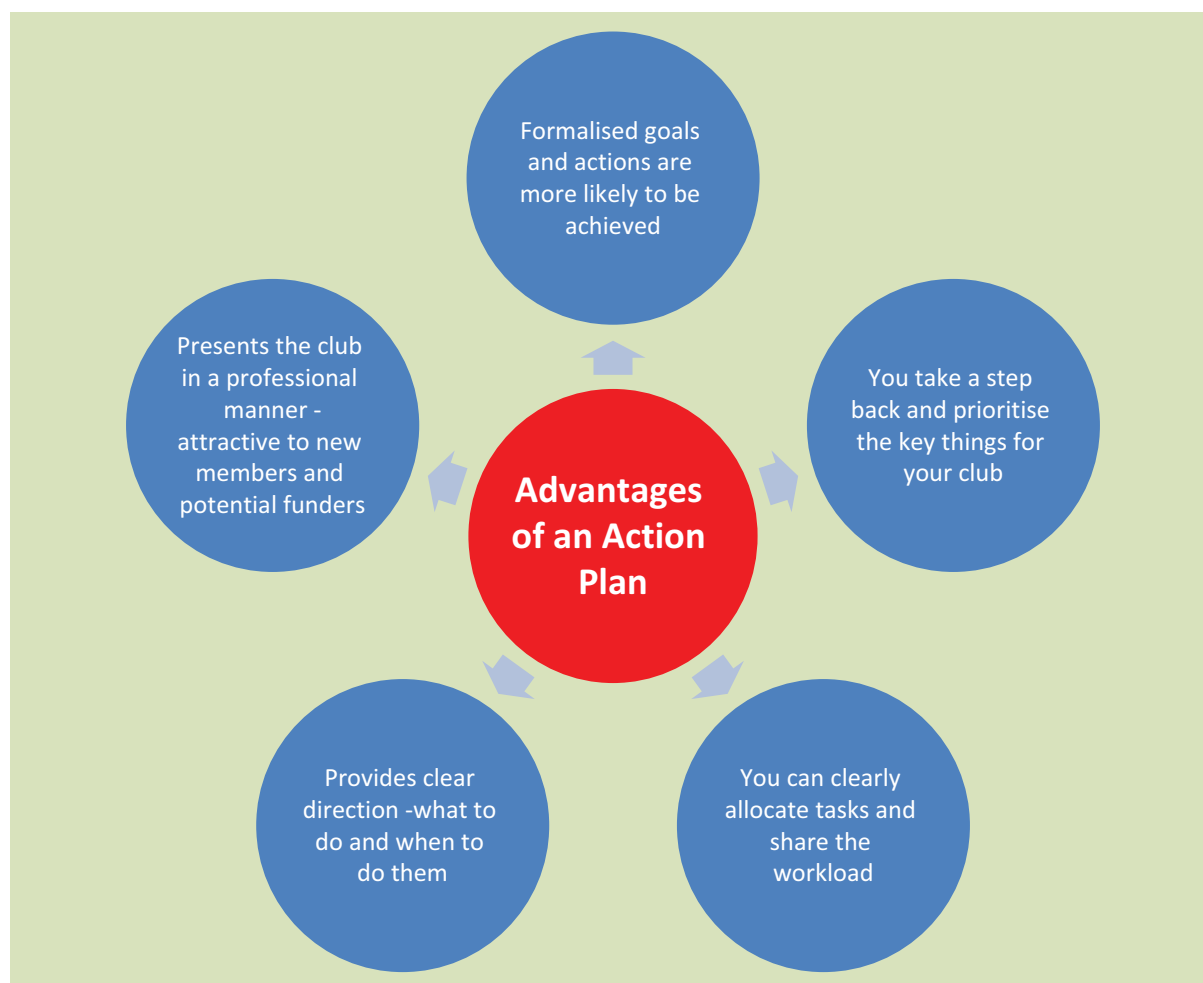 Formalised goals
and actions are
more likely to be
achieved
Presents the club
in a professional
manner -
attractive to new
members and
potential funders
You take a step
back and prioritise
the key things for
your club
Advantages
of an Action
Plan
Provides clear
direction -what to
do and when to
do them
You can clearly
allocate tasks and
share the
workload